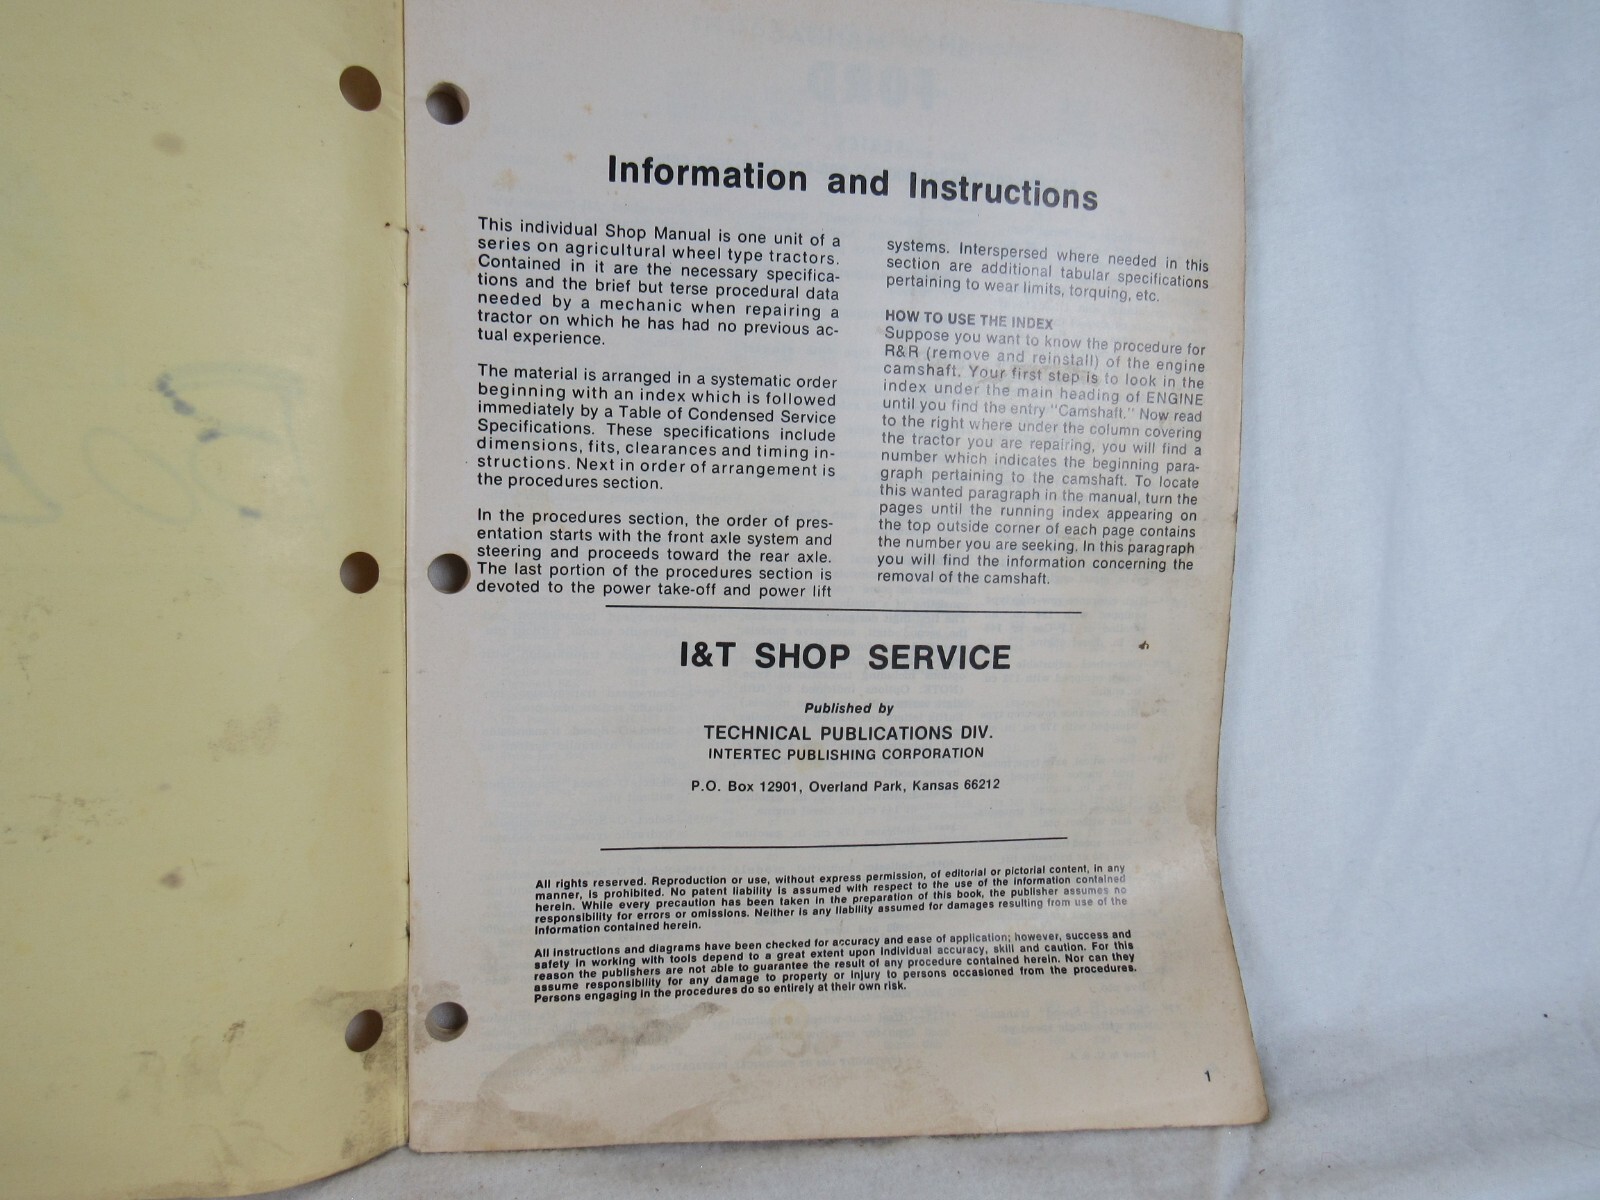 Information and Instructions
This individual Shop Manual is one unit of a
series on agricultural wheel type tractors.
Contained in it are the necessary specifica-
tions and the brief but terse procedural data
needed by a mechanic when repairing a
tractor on which he has had no previous ac-
tual experience.
The material is arranged in a systematic order
beginning with an index which is followed
immediately by a Table of Condensed Service
Specifications. These specifications include
dimensions, fits, clearances and timing in-
structions. Next in order of arrangement is
the procedures section.
In the procedures section, the order of pres-
entation starts with the front axle system and
steering and proceeds toward the rear axle.
The last portion of the procedures section is
devoted to the power take-off and power lift
systems. Interspersed where needed in this
section are additional tabular specifications
pertaining to wear limits, torquing, etc.
HOW TO USE THE INDEX
Suppose you want to know the procedure for
R&R (remove and reinstall) of the engine
camshaft. Your first step is to look in the
index under the main heading of ENGINE
until you find the entry "Camshaft." Now read
to the right where under the column covering
the tractor you are repairing, you will find a
number which indicates the beginning para-
graph pertaining to the camshaft. To locate
this wanted paragraph in the manual, turn the
pages until the running index appearing on
the top outside corner of each page contains
the number you are seeking. In this paragraph
you will find the information concerning the
removal of the camshaft.
I&T SHOP SERVICE
Published by
TECHNICAL PUBLICATIONS DIV.
INTERTEC PUBLISHING CORPORATION
P.O. Box 12901, Overland Park, Kansas 66212
All rights reserved. Reproduction or use, without express permission, of editorial or pictorial content, in any
manner, is prohibited. No patent liability is assumed with respect to the use of the information contained
herein. While every precaution has been taken in the preparation of this book, the publisher assumes no
responsibility for errors or omissions. Neither is any liability assumed for damages resulting from use of the
information contained herein.
All instructions and diagrams have been checked for accuracy and ease of application; however, success and
safety in working with tools depend to a great extent upon individual accuracy, skill and caution. For this
reason the publishers are not able to guarantee the result of any procedure contained herein. Nor can they
assume responsibility for any damage to property or injury to persons occasioned from the procedures.
Persons engaging in the procedures do so entirely at their own risk.
1